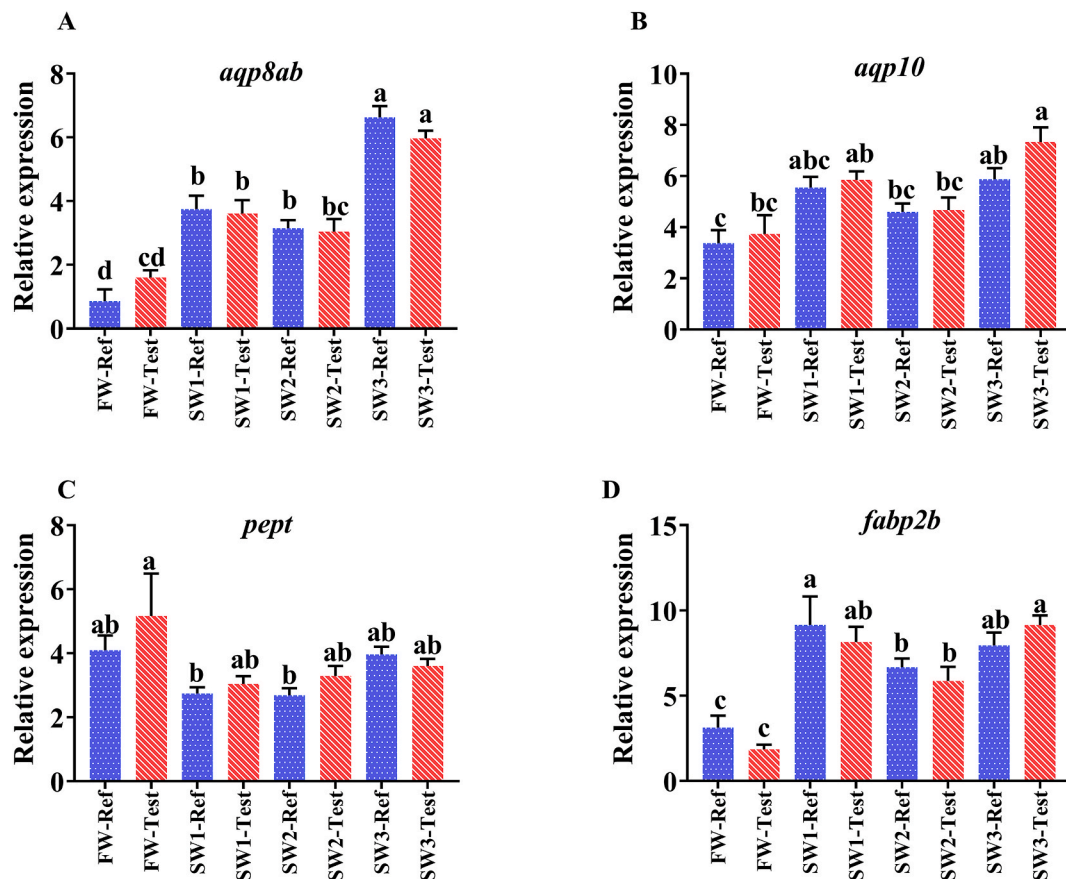 A
aqp8ab
Relative expression
8
6
4
2
0
d
cd
b
b
b
bc
a
a
FW-Ref
FW-Test
SW1-Ref
SW1-Test
SW2-Ref
SW2-Test
SW3-Ref
SW3-Test
B
aqp10
Relative expression
10
8
6
4
2
0
c
bc
abc
ab
bc
bc
ab
a
FW-Ref
FW-Test
SW1-Ref
SW1-Test
SW2-Ref
SW2-Test
SW3-Ref
SW3-Test
C
pept
Relative expression
8
6
4
2
0
ab
a
b
ab
b
ab
ab
ab
FW-Ref
FW-Test
SW1-Ref
SW1-Test
SW2-Ref
SW2-Test
SW3-Ref
SW3-Test
D
fabp2b
Relative expression
15
10
5
0
c
c
a
ab
b
b
ab
a
FW-Ref
FW-Test
SW1-Ref
SW1-Test
SW2-Ref
SW2-Test
SW3-Ref
SW3-Test